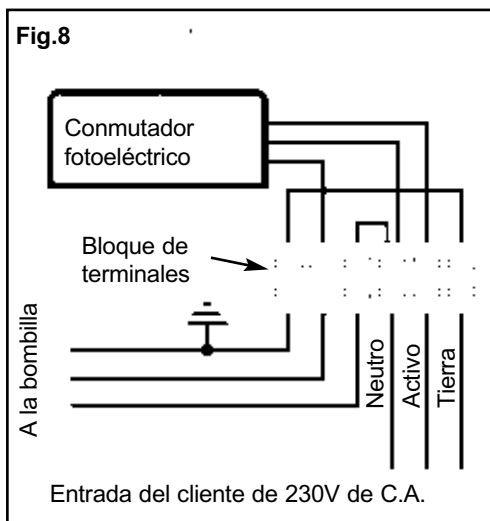 Fig.8
Conmutador
fotoeléctrico
Bloque de
terminales
A la bombilla
Neutro
Activo
Tierra
Entrada del cliente de 230V de C.A.